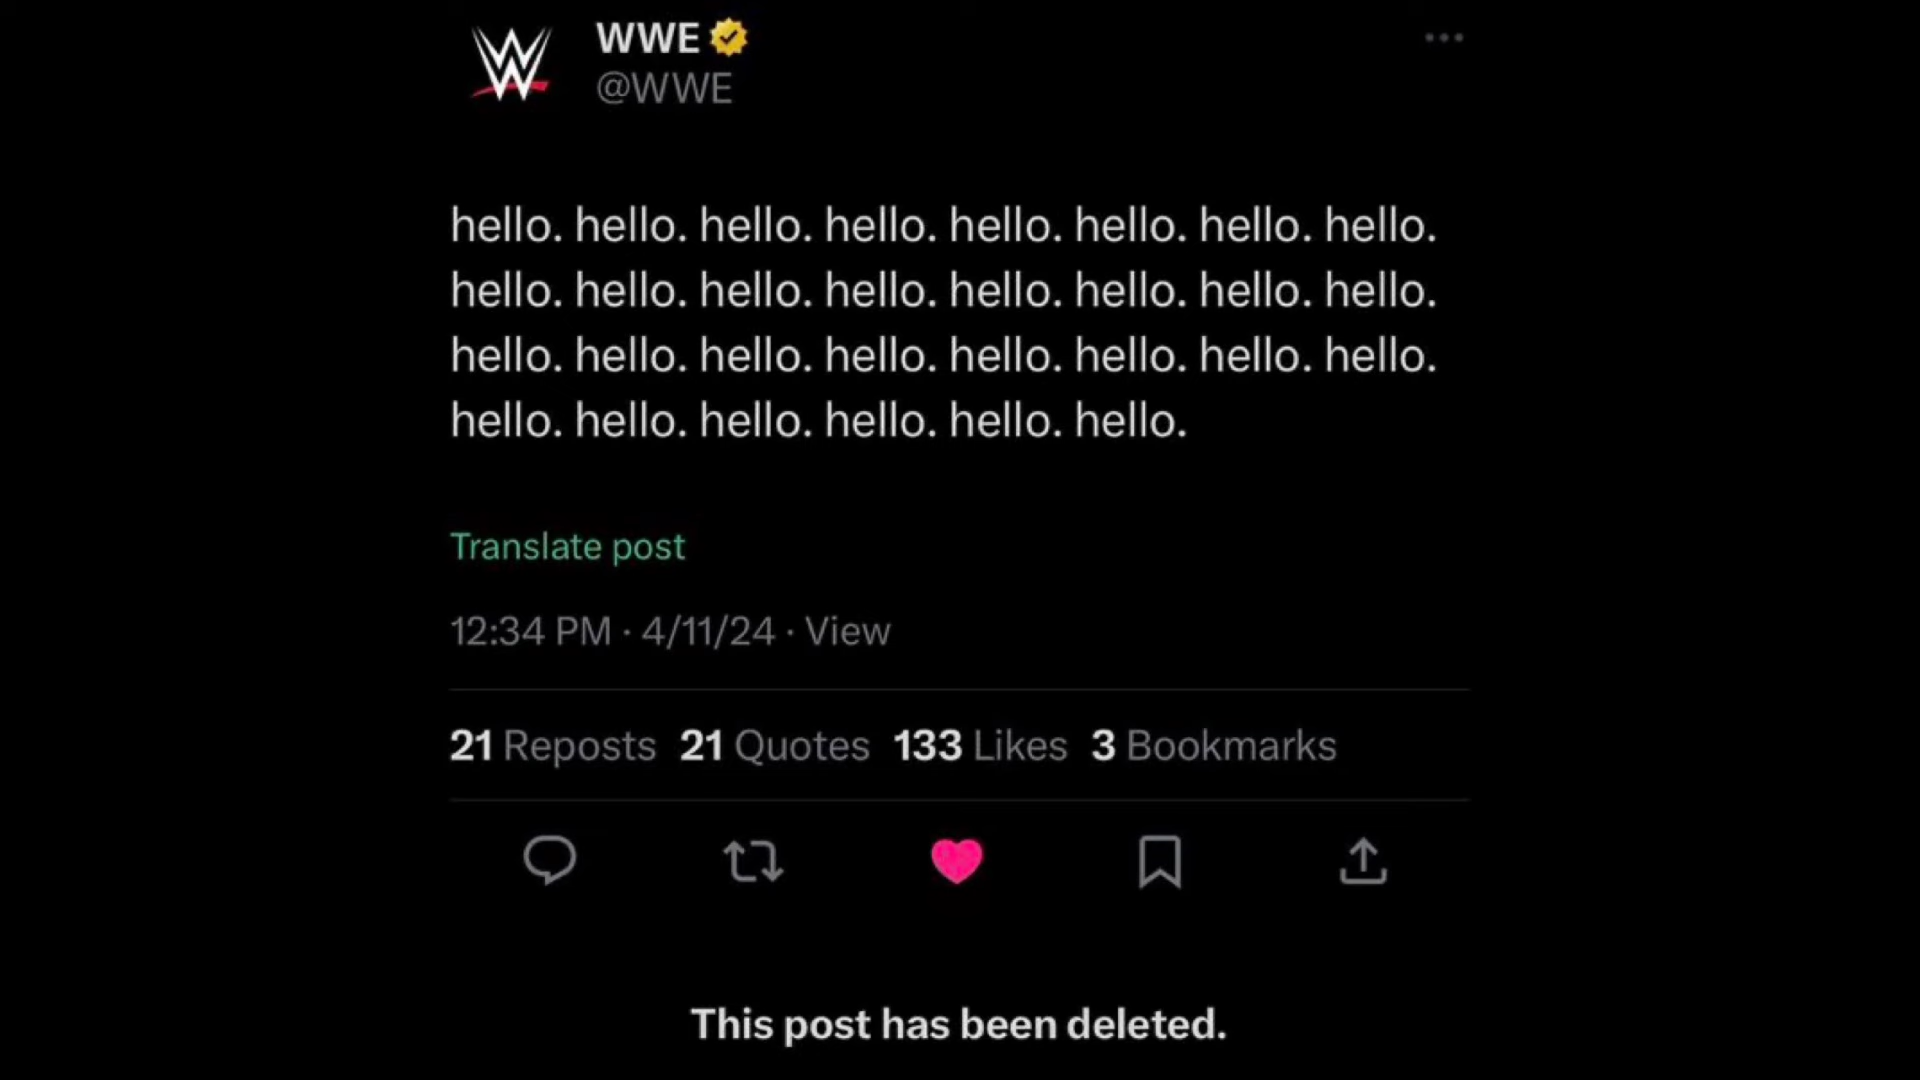 WWE
@WWE
hello. hello. hello. hello. hello. hello. hello. hello.
hello. hello. hello. hello. hello. hello. hello. hello.
hello. hello. hello. hello. hello. hello. hello. hello.
hello. hello. hello. hello. hello. hello.
Translate post
12:34 PM · 4/11/24 · View
21 Reposts 21 Quotes 133 Likes 3 Bookmarks
This post has been deleted.